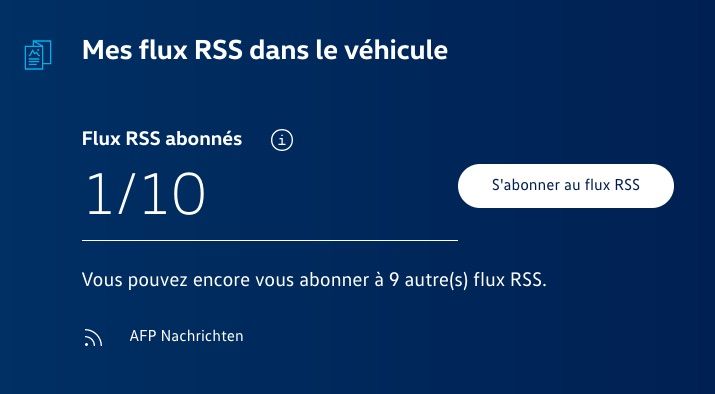 Mes flux RSS dans le véhicule
Flux RSS abonnés
1/10
S'abonner au flux RSS
Vous pouvez encore vous abonner à 9 autre(s) flux RSS.
AFP Nachrichten